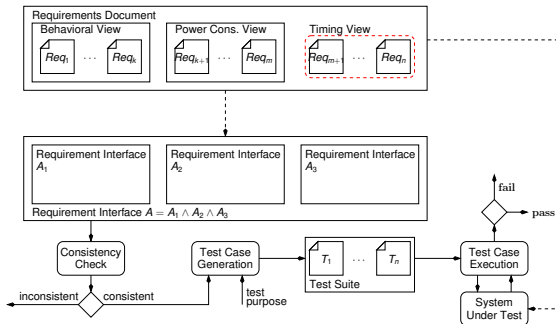 Requirements Document
Behavioral View Power Cons. View Timing View
Req₁ ⋯ Reqₖ Reqₖ₊₁ ⋯ Reqₘ Reqₘ₊₁ ⋯ Reqₙ
Requirement Interface Requirement Interface Requirement Interface
A₁ A₂ A₃
Requirement Interface A = A₁ ∧ A₂ ∧ A₃
fail
pass
Consistency
Check
Test Case
Generation
T₁ ⋯ Tₙ
Test Suite
Test Case
Execution
inconsistent consistent
test
purpose
System
Under Test